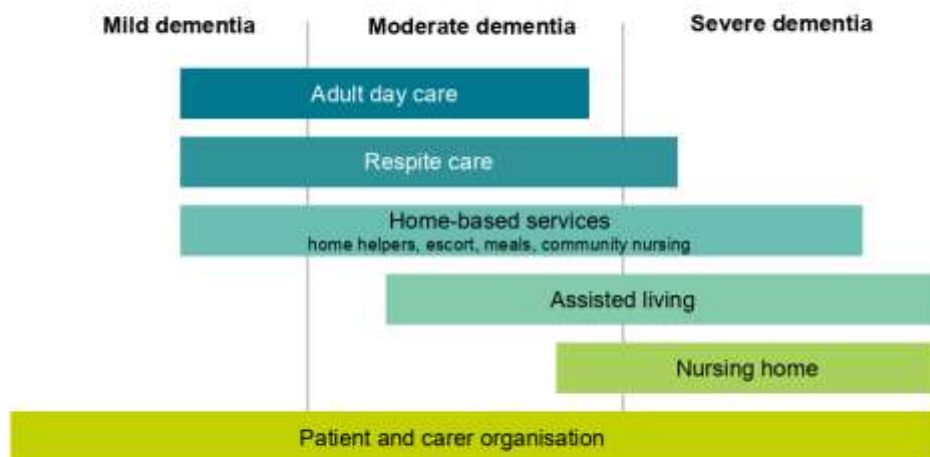 Mild dementia
Moderate dementia
Severe dementia
Adult day care
Respite care
Home-based services
home helpers, escort, meals, community nursing
Assisted living
Nursing home
Patient and carer organisation